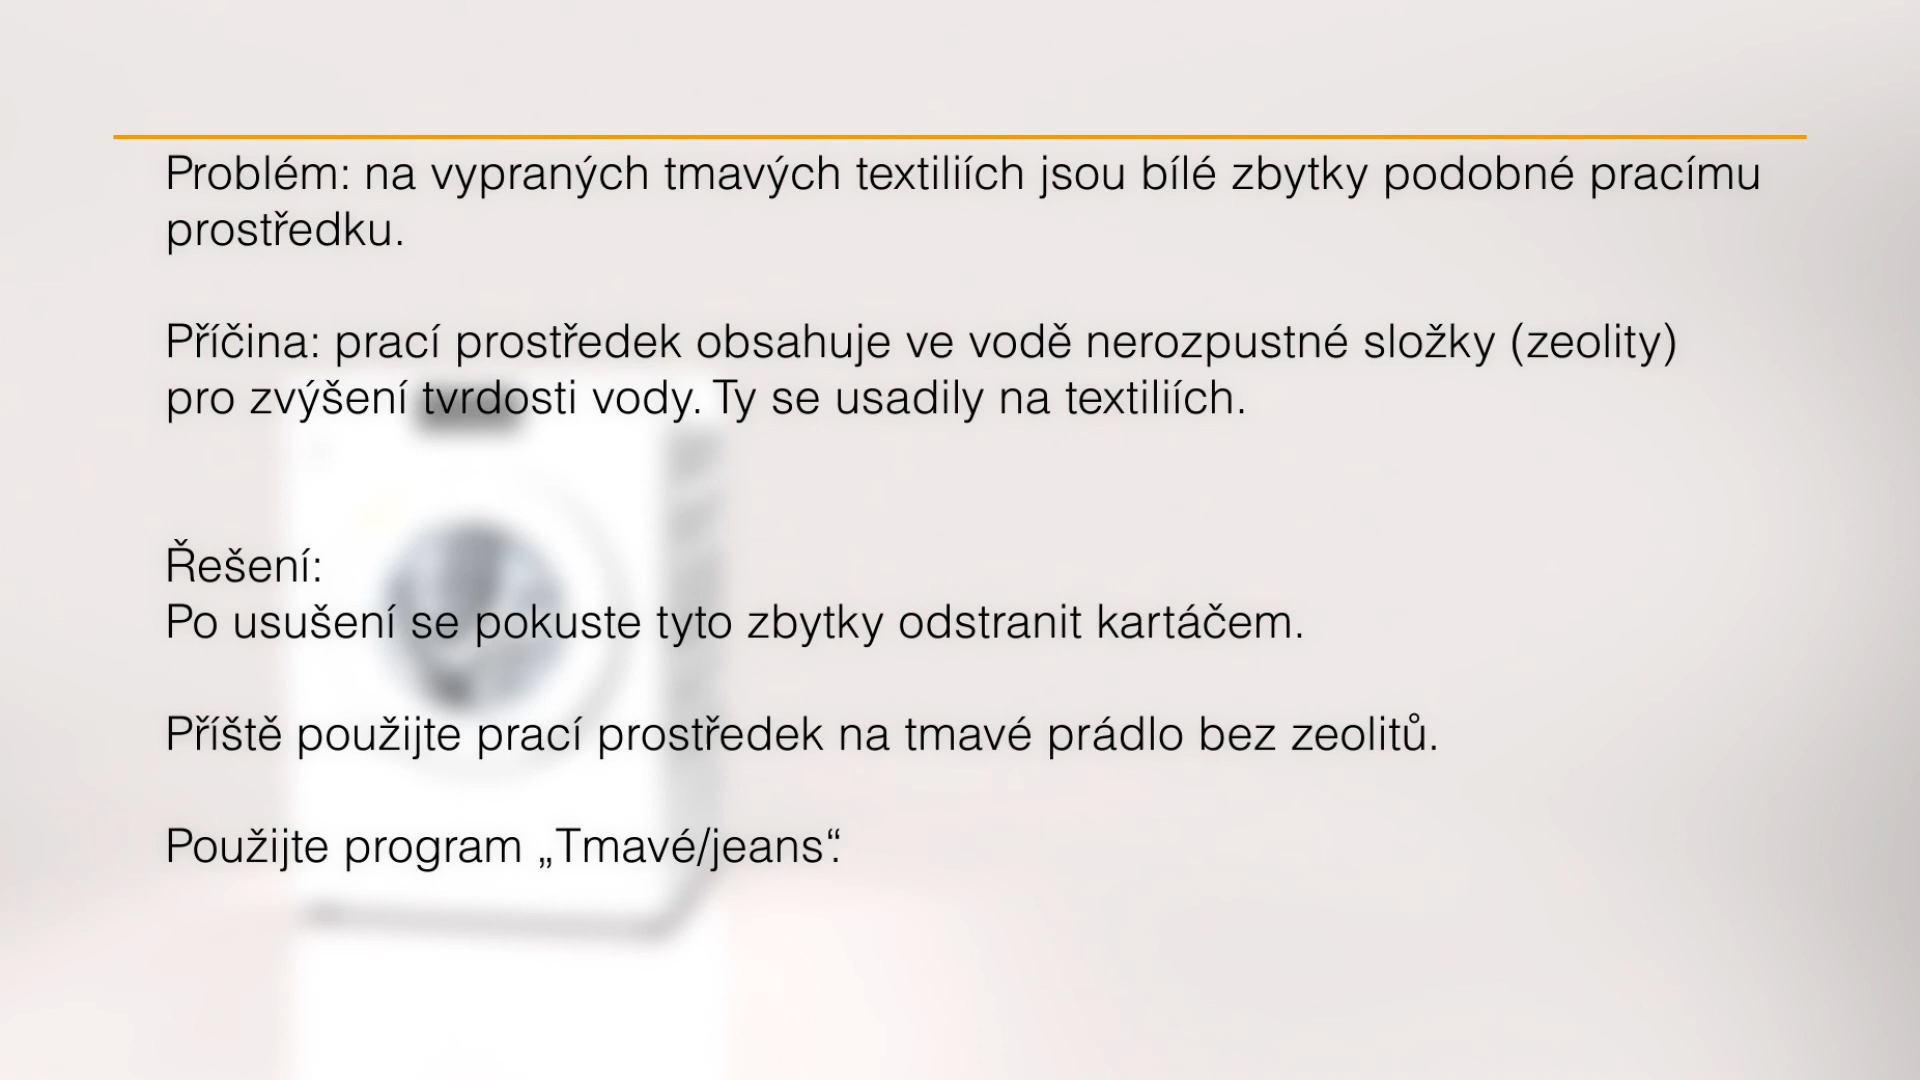 Problém: na vypraných tmavých textiliích jsou bílé zbytky podobné pracímu
prostředku.
Příčina: prací prostředek obsahuje ve vodě nerozpustné složky (zeolity)
pro zvýšení tvrdosti vody. Ty se usadily na textiliích.
Řešení:
Po usušení se pokuste tyto zbytky odstranit kartáčem.
Příště použijte prací prostředek na tmavé prádlo bez zeolitů.
Použijte program „Tmavé/jeans“.